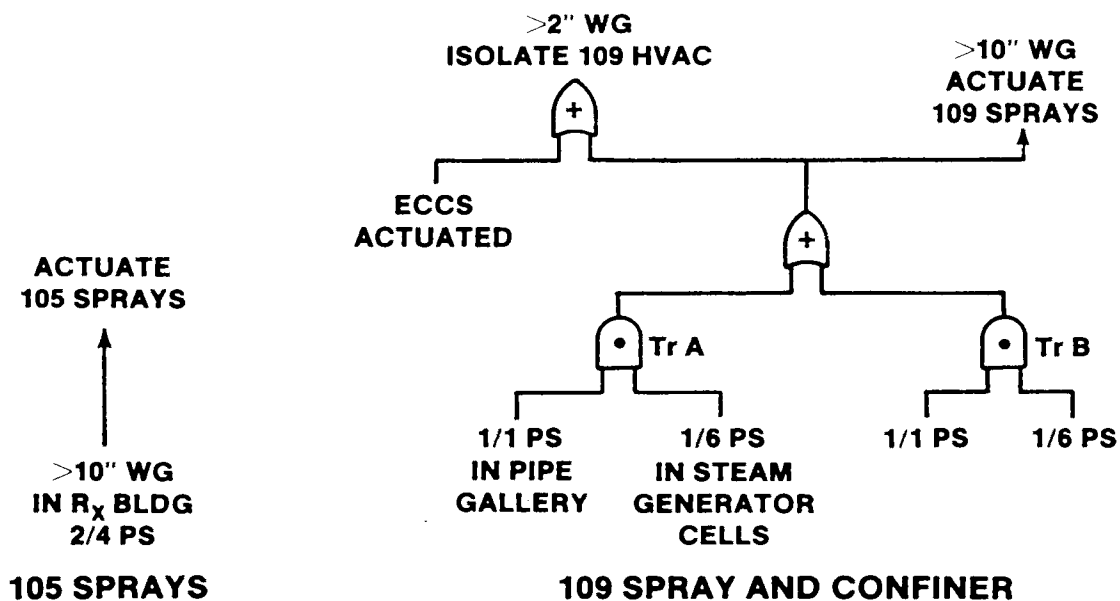 >2" WG
ISOLATE 109 HVAC
>10" WG
ACTUATE
109 SPRAYS
+
ECCS
ACTUATED
+
ACTUATE
105 SPRAYS
Tr A
Tr B
1/1 PS
IN PIPE
GALLERY
1/6 PS
IN STEAM
GENERATOR
CELLS
1/1 PS
1/6 PS
>10" WG
IN RX BLDG
2/4 PS
105 SPRAYS
109 SPRAY AND CONFINER